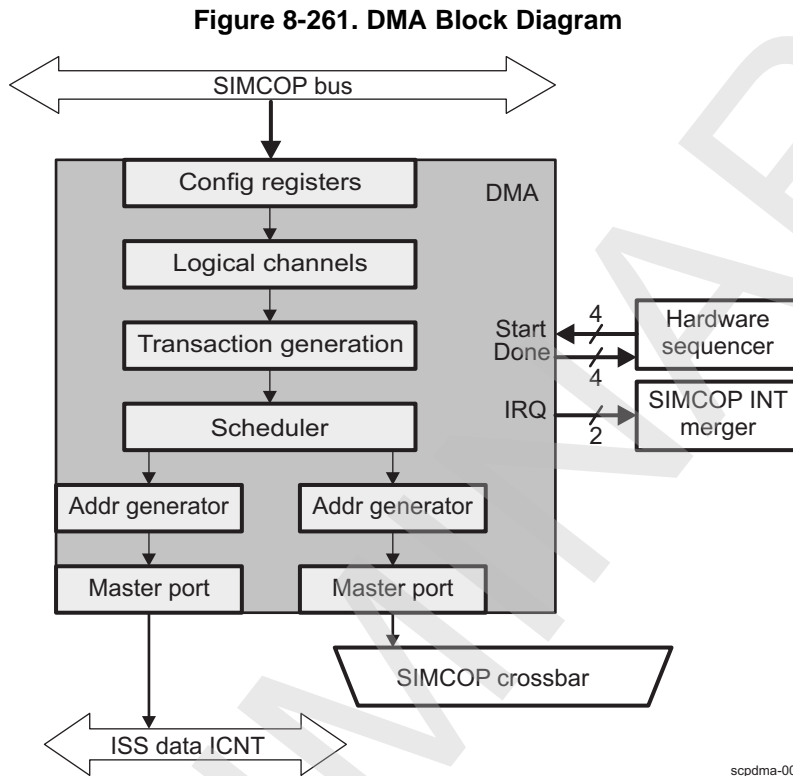 Figure 8-261. DMA Block Diagram
SIMCOP bus
Config registers
DMA
Logical channels
Transaction generation
Start
Done
4
4
Hardware
sequencer
IRQ
2
SIMCOP INT
merger
Scheduler
Addr generator
Addr generator
Master port
Master port
SIMCOP crossbar
ISS data ICNT